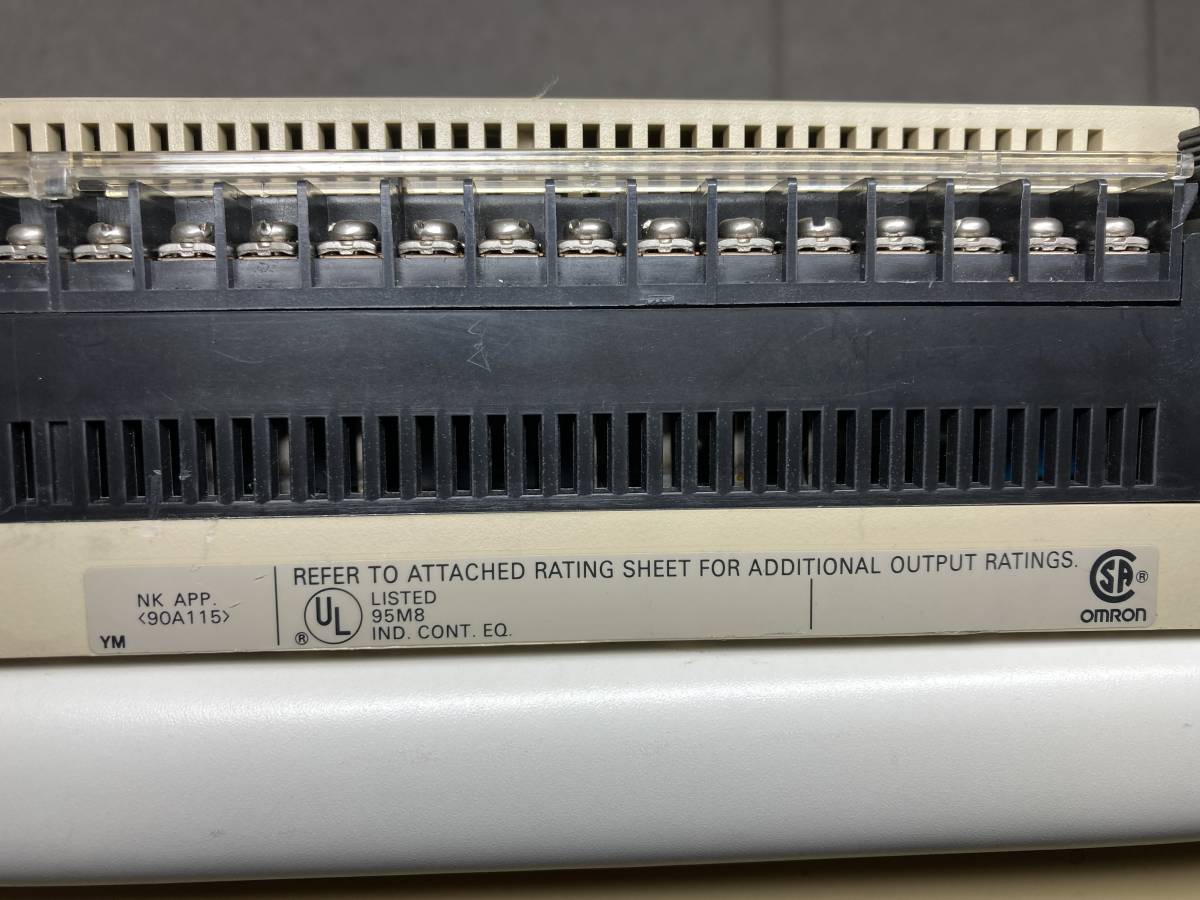 REFER TO ATTACHED RATING SHEET FOR ADDITIONAL OUTPUT RATINGS.
NK APP.
<90A115>
YM
UL
®
LISTED
95M8
IND. CONT. EQ.
SA ®
OMRON